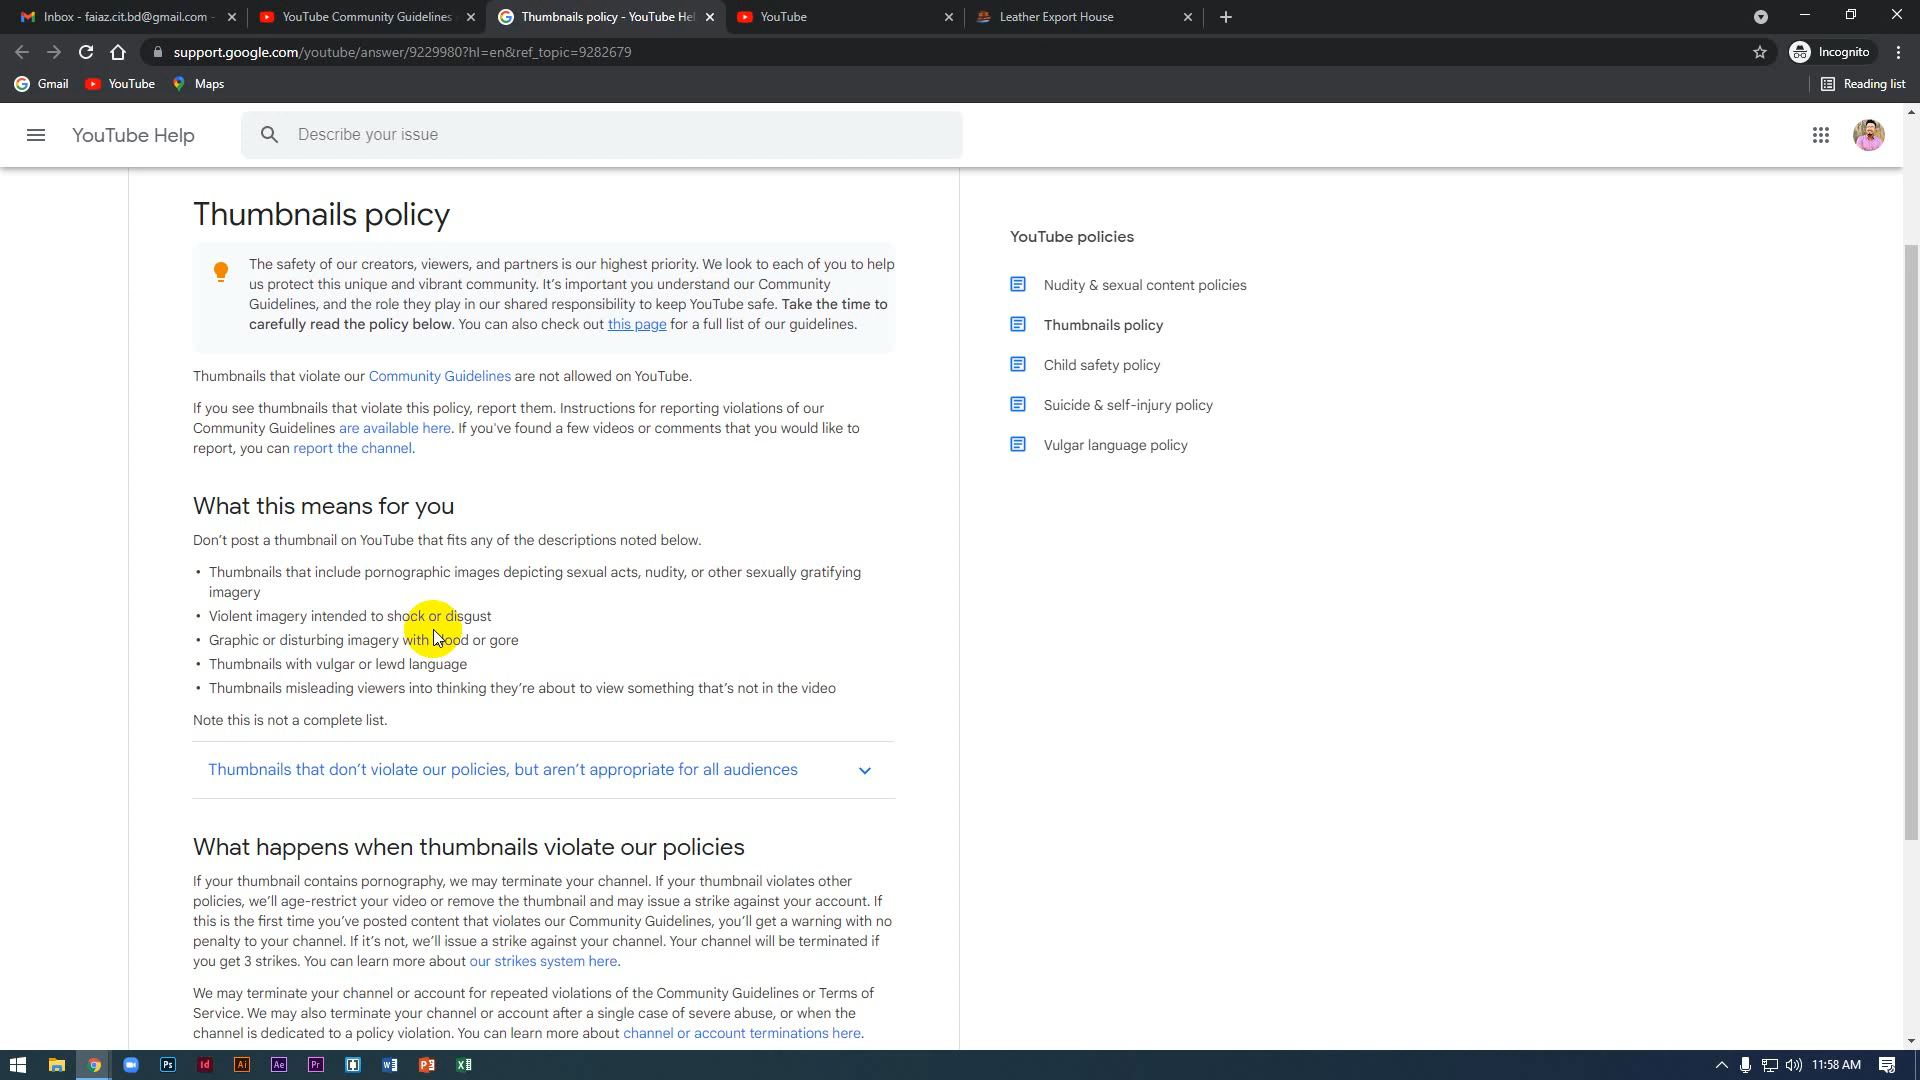 Inbox - faiaz.cit.bd@gmail.com -
YouTube Community Guidelines
Thumbnails policy - YouTube Hel
YouTube
Leather Export House
support.google.com/youtube/answer/9229980?hl=en&ref_topic=9282679
Incognito
Gmail
YouTube
Maps
Reading list
YouTube Help
Describe your issue
Thumbnails policy
The safety of our creators, viewers, and partners is our highest priority. We look to each of you to help
us protect this unique and vibrant community. It's important you understand our Community
Guidelines, and the role they play in our shared responsibility to keep YouTube safe. Take the time to
carefully read the policy below. You can also check out this page for a full list of our guidelines.
Thumbnails that violate our Community Guidelines are not allowed on YouTube.
If you see thumbnails that violate this policy, report them. Instructions for reporting violations of our
Community Guidelines are available here. If you've found a few videos or comments that you would like to
report, you can report the channel.
What this means for you
Don't post a thumbnail on YouTube that fits any of the descriptions noted below.
• Thumbnails that include pornographic images depicting sexual acts, nudity, or other sexually gratifying
imagery
• Violent imagery intended to shock or disgust
• Graphic or disturbing imagery with blood or gore
• Thumbnails with vulgar or lewd language
• Thumbnails misleading viewers into thinking they're about to view something that's not in the video
Note this is not a complete list.
Thumbnails that don't violate our policies, but aren't appropriate for all audiences
What happens when thumbnails violate our policies
If your thumbnail contains pornography, we may terminate your channel. If your thumbnail violates other
policies, we'll age-restrict your video or remove the thumbnail and may issue a strike against your account. If
this is the first time you've posted content that violates our Community Guidelines, you'll get a warning with no
penalty to your channel. If it's not, we'll issue a strike against your channel. Your channel will be terminated if
you get 3 strikes. You can learn more about our strikes system here.
We may terminate your channel or account for repeated violations of the Community Guidelines or Terms of
Service. We may also terminate your channel or account after a single case of severe abuse, or when the
channel is dedicated to a policy violation. You can learn more about channel or account terminations here.
YouTube policies
Nudity & sexual content policies
Thumbnails policy
Child safety policy
Suicide & self-injury policy
Vulgar language policy
Ps
Id
Ai
Ae
Pr
11:58 AM